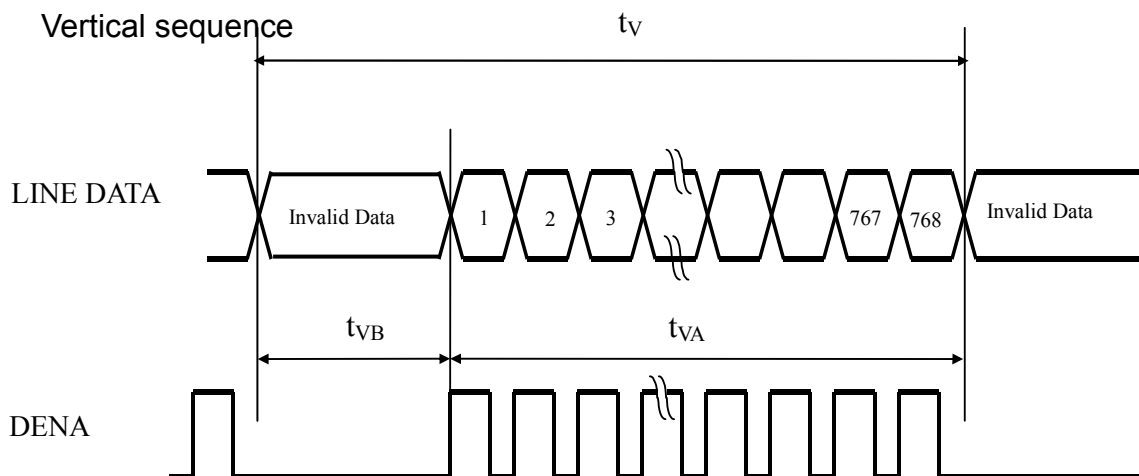 Vertical sequence
tV
LINE DATA
Invalid Data
1
2
3
767
768
Invalid Data
tVB
tVA
DENA